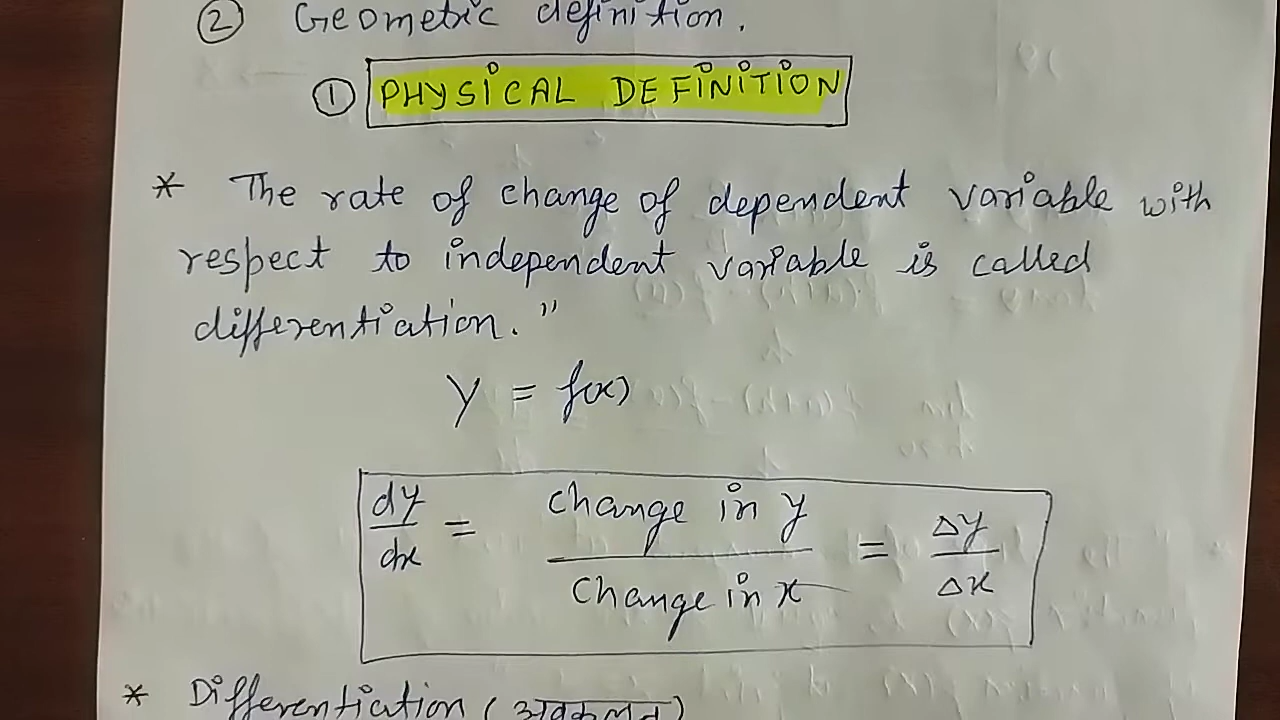 ② Geometric definition.
① PHYSICAL DEFINITION
* The rate of change of dependent variable with
respect to independent variable is called
differentiation."
y = f(x)
dy/dx = change in y / change in x = Δy/Δx
* Differentiation (अवकलन)